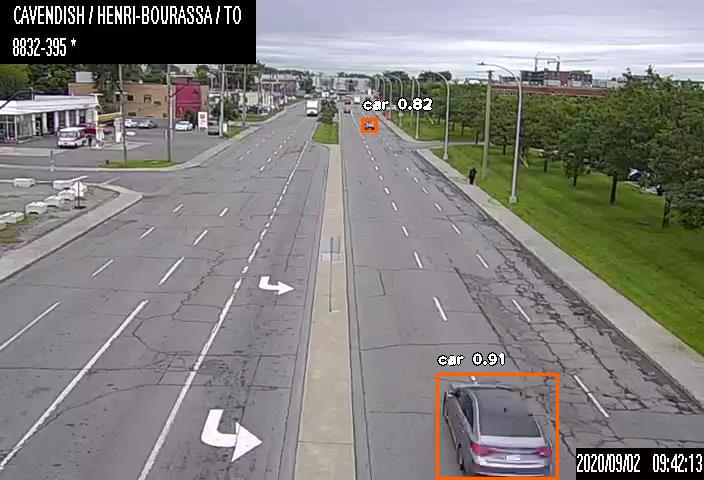 CAVENDISH / HENRI-BOURASSA / TO
8832-395 *
car 0.82
car 0.91
2020/09/02 09:42:13